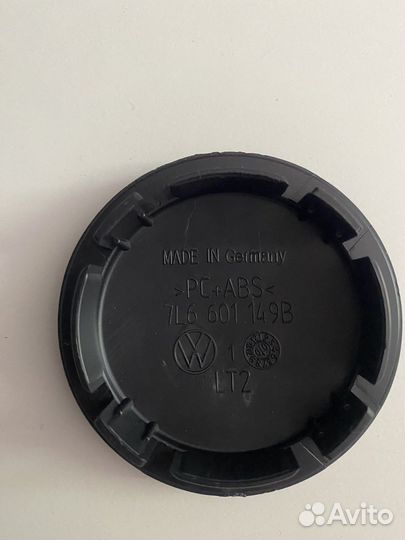 MADE IN Germany
>PC+ABS<
7L6 601 149B
1
LT2
Avito